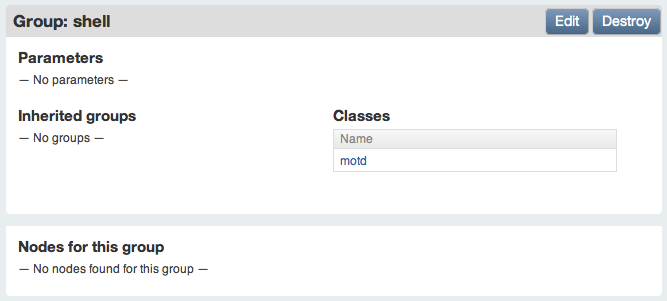 Group: shell
Edit
Destroy
Parameters
— No parameters —
Inherited groups
— No groups —
Classes
Name
motd
Nodes for this group
— No nodes found for this group —